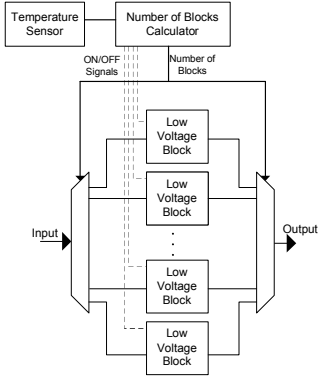 Temperature
Sensor
Number of Blocks
Calculator
ON/OFF
Signals
Number of
Blocks
Low
Voltage
Block
Low
Voltage
Block
Input
Output
Low
Voltage
Block
Low
Voltage
Block